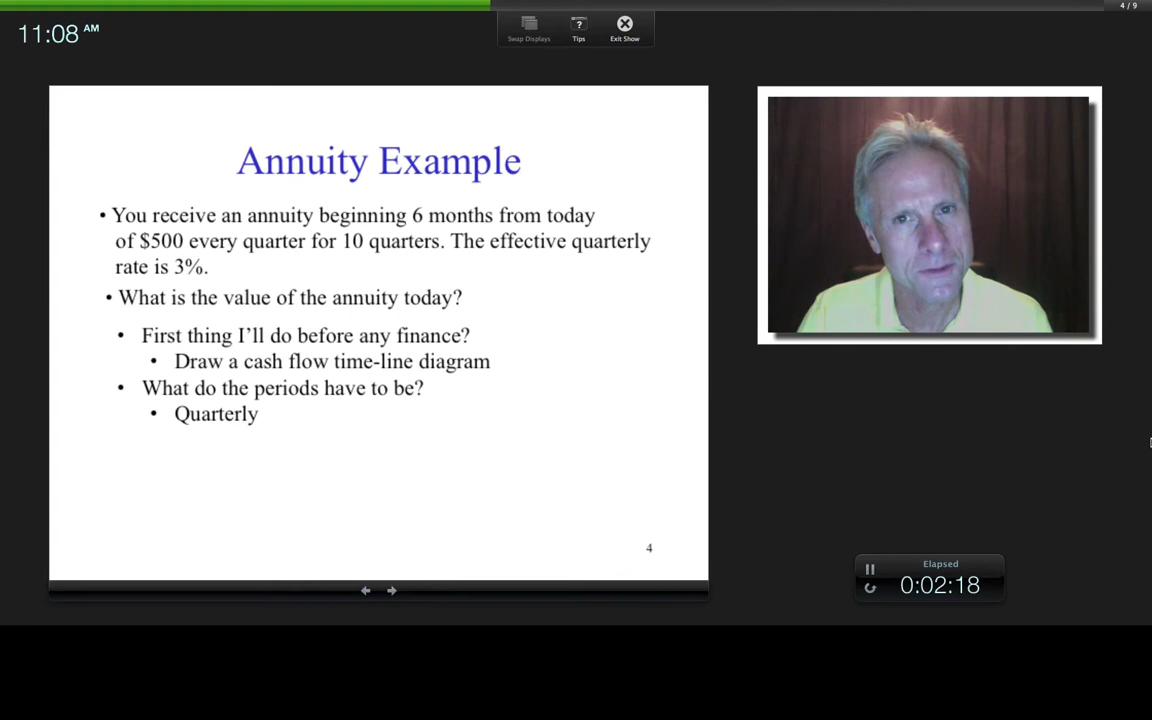 4 / 9
11:08 AM
Swap Displays
?
Tips
Exit Show
Annuity Example
• You receive an annuity beginning 6 months from today
of $500 every quarter for 10 quarters. The effective quarterly
rate is 3%.
• What is the value of the annuity today?
• First thing I'll do before any finance?
• Draw a cash flow time-line diagram
• What do the periods have to be?
• Quarterly
4
Elapsed
0:02:18